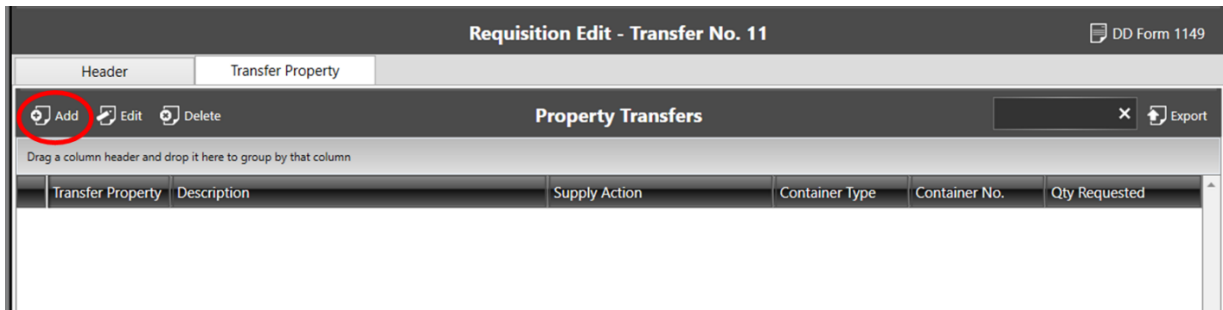 Requisition Edit - Transfer No. 11 DD Form 1149
Header Transfer Property
Add Edit Delete Property Transfers Export
Drag a column header and drop it here to group by that column
Transfer Property Description Supply Action Container Type Container No. Qty Requested